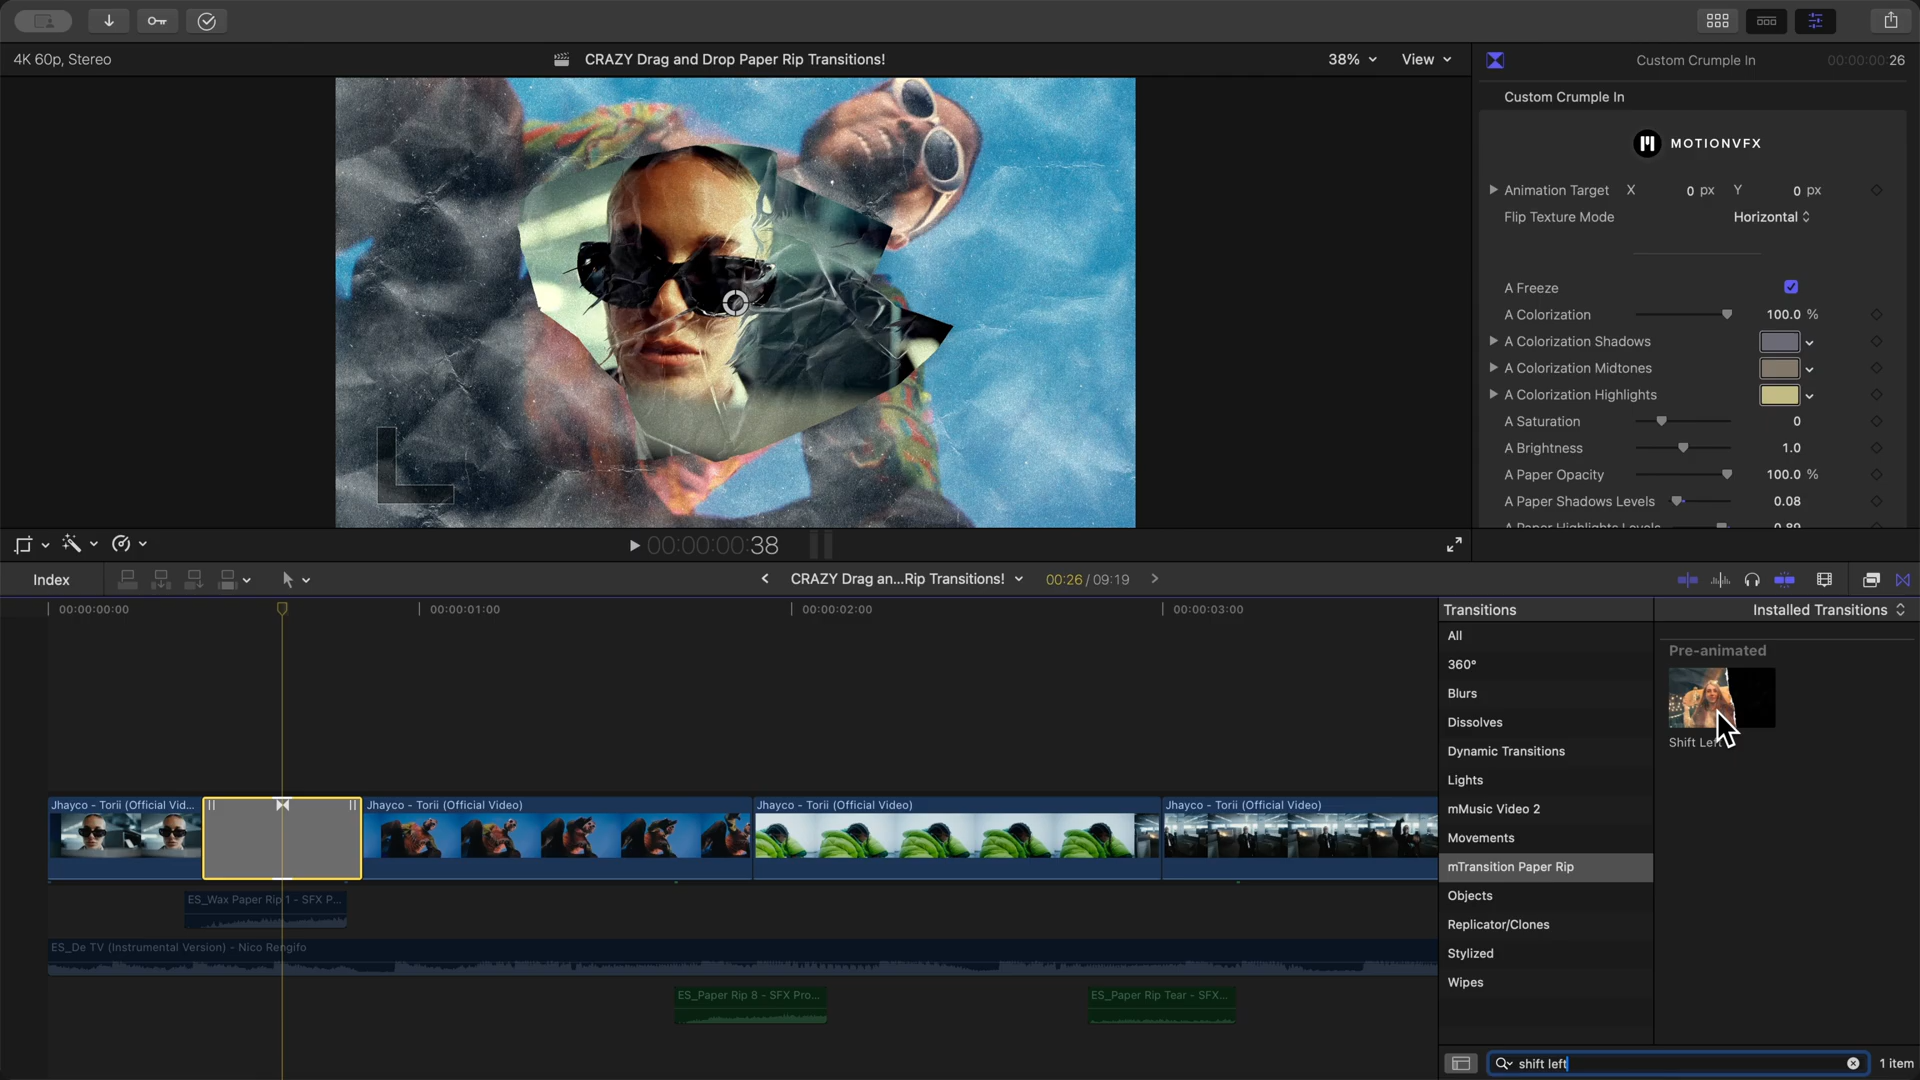 4K 60p, Stereo
CRAZY Drag and Drop Paper Rip Transitions!
38%
View
Custom Crumple In
00:00:00:26
Custom Crumple In
MOTIONVFX
Animation Target X 0 px Y 0 px
Flip Texture Mode Horizontal
A Freeze
A Colorization 100.0 %
A Colorization Shadows
A Colorization Midtones
A Colorization Highlights
A Saturation 0
A Brightness 1.0
A Paper Opacity 100.0 %
A Paper Shadows Levels 0.08
A Paper Highlights Levels 0.89
00:00:00:38
Index
CRAZY Drag an...Rip Transitions!
00:26 / 09:19
00:00:00:00
00:00:01:00
00:00:02:00
00:00:03:00
Transitions
Installed Transitions
All
360°
Blurs
Dissolves
Dynamic Transitions
Lights
mMusic Video 2
Movements
mTransition Paper Rip
Objects
Replicator/Clones
Stylized
Wipes
Pre-animated
Shift Left
Jhayco - Torii (Official Vid...
Jhayco - Torii (Official Video)
Jhayco - Torii (Official Video)
Jhayco - Torii (Official Video)
ES_Wax Paper Rip 1 - SFX P...
ES_De TV (Instrumental Version) - Nico Rengifo
ES_Paper Rip 8 - SFX Pro...
ES_Paper Rip Tear - SFX...
shift left
1 item